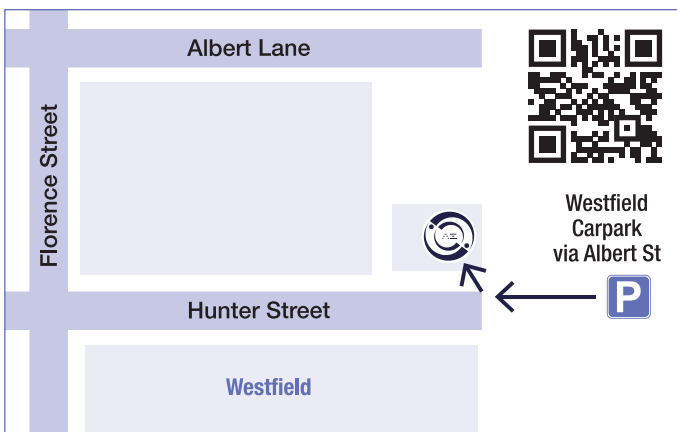 Albert Lane
Florence Street
Westfield
Carpark
via Albert St
P
Hunter Street
Westfield